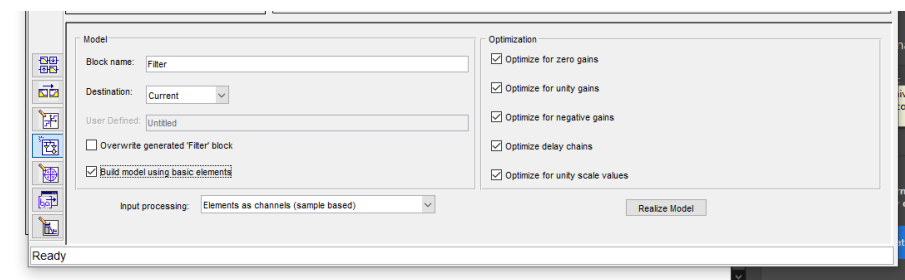 Model
Block name: Filter
Destination: Current
User Defined: Untitled
Overwrite generated 'Filter' block
Build model using basic elements
Optimization
Optimize for zero gains
Optimize for unity gains
Optimize for negative gains
Optimize delay chains
Optimize for unity scale values
Input processing: Elements as channels (sample based)
Realize Model
Ready